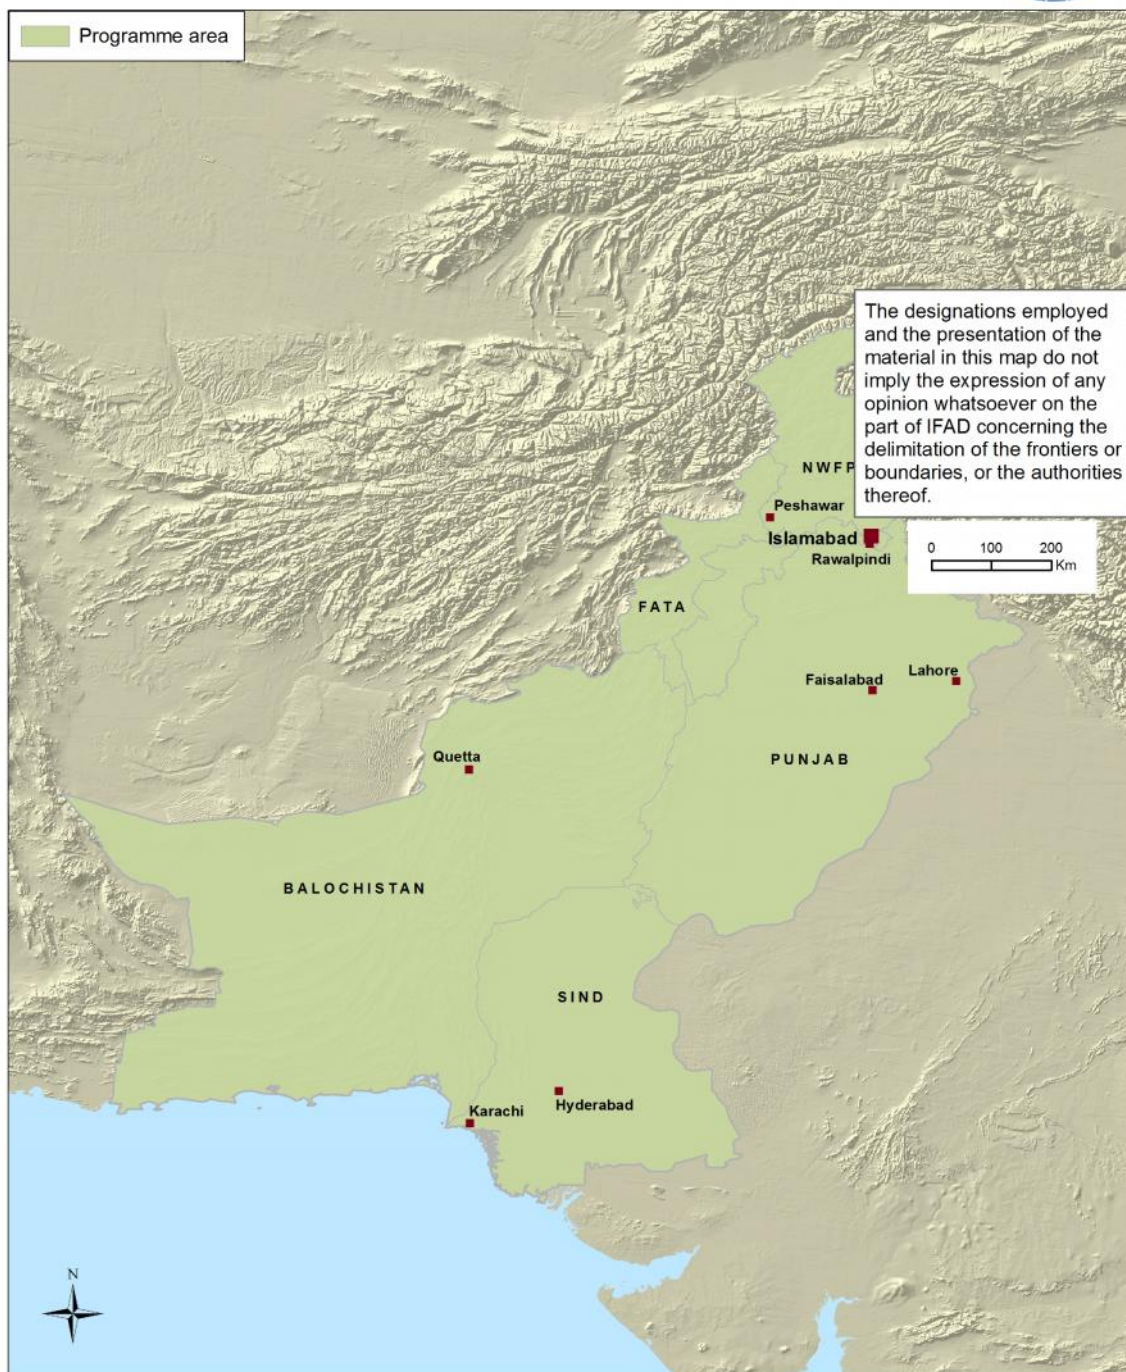 Programme area
The designations employed
and the presentation of the
material in this map do not
imply the expression of any
opinion whatsoever on the
part of IFAD concerning the
delimitation of the frontiers or
boundaries, or the authorities
thereof.
NWFP
Peshawar
Islamabad
Rawalpindi
0 100 200
Km
FATA
Faisalabad
Lahore
PUNJAB
Quetta
BALOCHISTAN
SIND
Hyderabad
Karachi
N